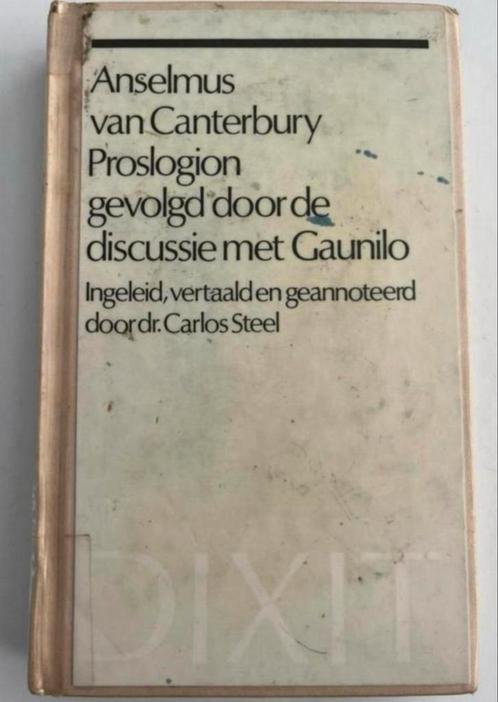 Anselmus
van Canterbury
Proslogion
gevolgd door de
discussie met Gaunilo
Ingeleid, vertaald en geannoteerd
door dr. Carlos Steel
DIXIT